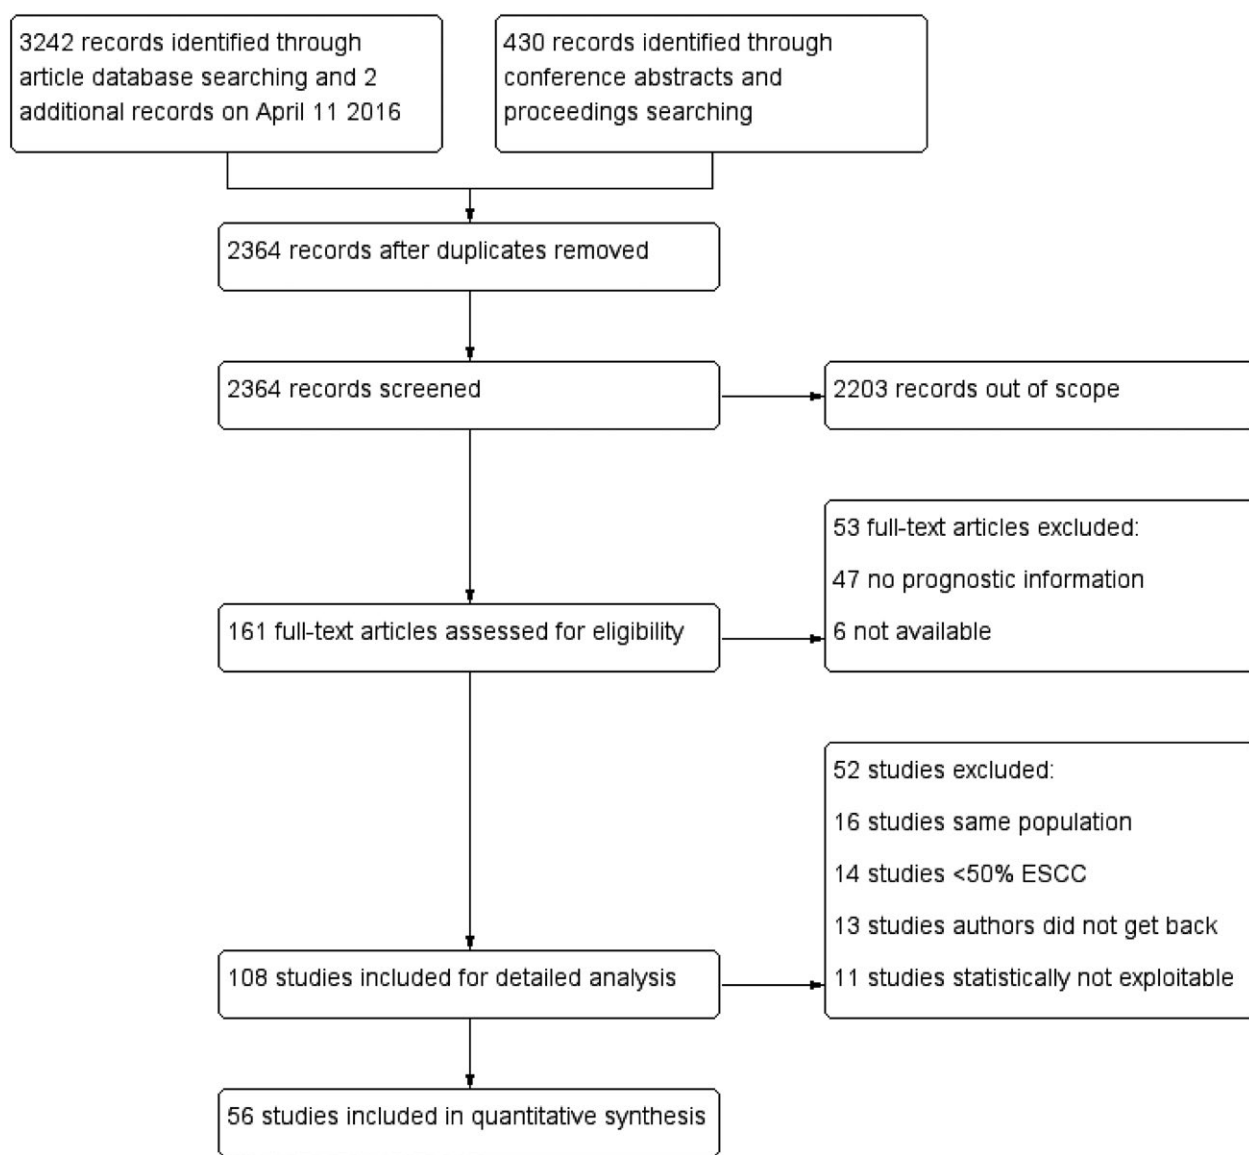 3242 records identified through
article database searching and 2
additional records on April 11 2016
430 records identified through
conference abstracts and
proceedings searching
2364 records after duplicates removed
2364 records screened
2203 records out of scope
53 full-text articles excluded:
47 no prognostic information
6 not available
161 full-text articles assessed for eligibility
52 studies excluded:
16 studies same population
14 studies <50% ESCC
13 studies authors did not get back
11 studies statistically not exploitable
108 studies included for detailed analysis
56 studies included in quantitative synthesis